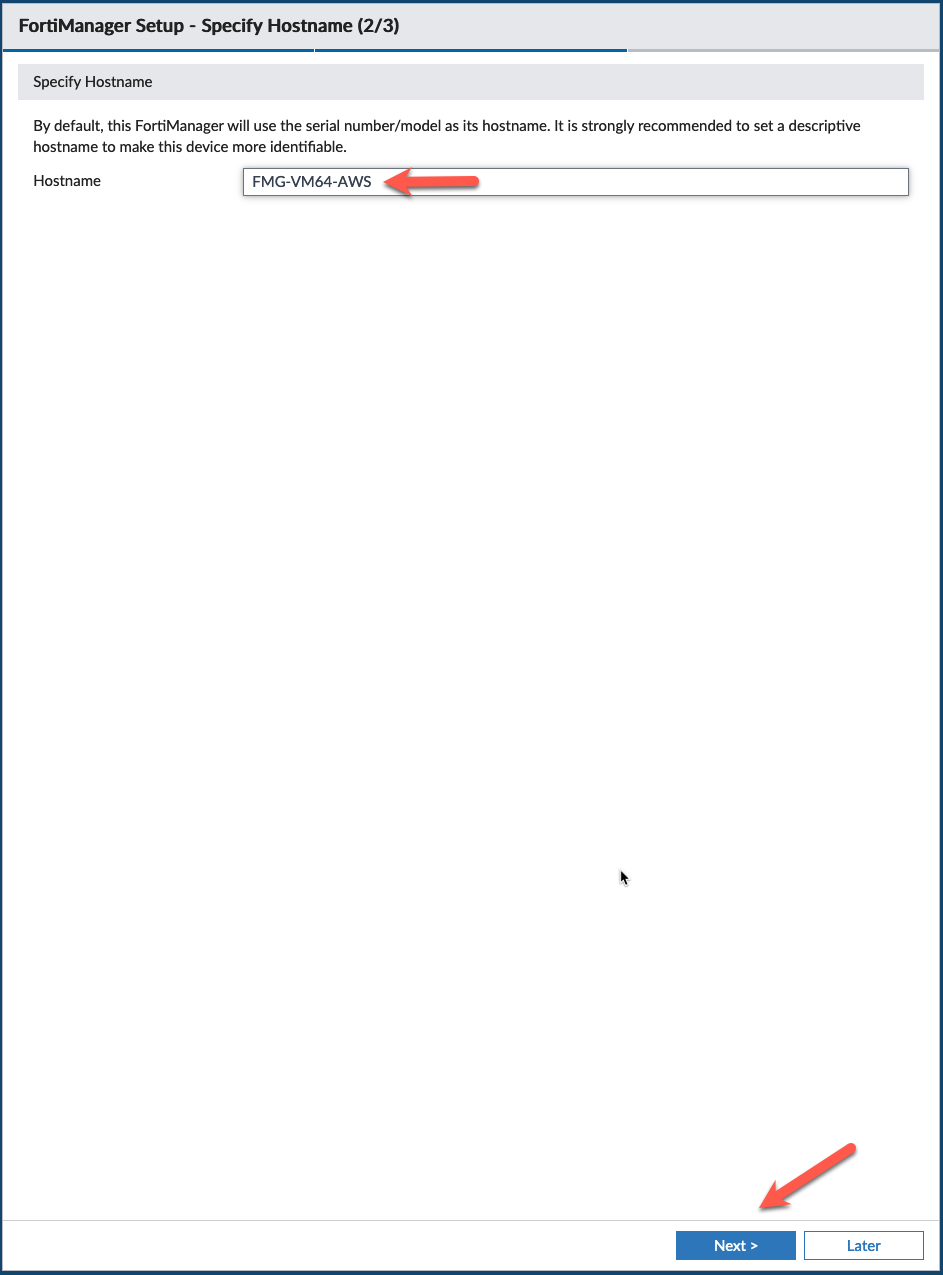 FortiManager Setup - Specify Hostname (2/3)
Specify Hostname
By default, this FortiManager will use the serial number/model as its hostname. It is strongly recommended to set a descriptive
hostname to make this device more identifiable.
Hostname FMG-VM64-AWS
Next > Later